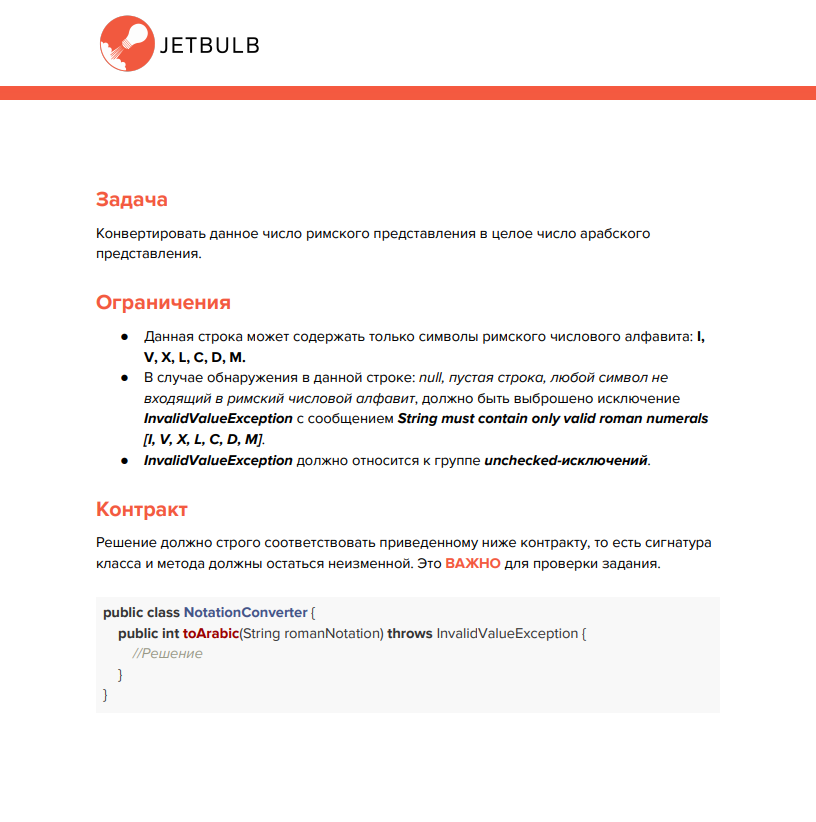 JETBULB
Задача
Конвертировать данное число римского представления в целое число арабского
представления.
Ограничения
● Данная строка может содержать только символы римского числового алфавита: I,
V, X, L, C, D, M.
● В случае обнаружения в данной строке: null, пустая строка, любой символ не
входящий в римский числовой алфавит, должно быть выброшено исключение
InvalidValueException с сообщением String must contain only valid roman numerals
[I, V, X, L, C, D, M].
● InvalidValueException должно относится к группе unchecked-исключений.
Контракт
Решение должно строго соответствовать приведенному ниже контракту, то есть сигнатура
класса и метода должны остаться неизменной. Это ВАЖНО для проверки задания.
public class NotationConverter {
public int toArabic(String romanNotation) throws InvalidValueException {
//Решение
}
}